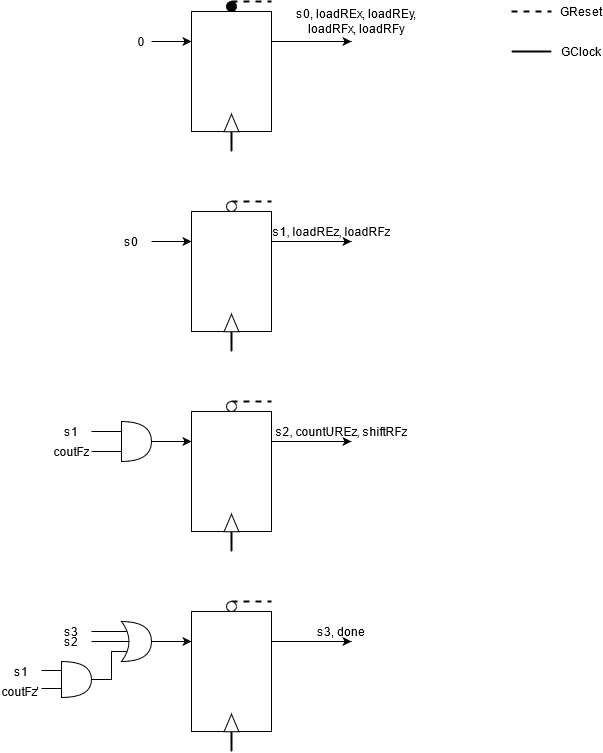 s0, loadREx, loadREy,
loadRFx, loadRFy
GReset
0
GClock
s1, loadREz, loadRFz
s0
s2, countUREz, shiftRFz
s1
coutFz
s3
s2
s3, done
s1
coutFz'